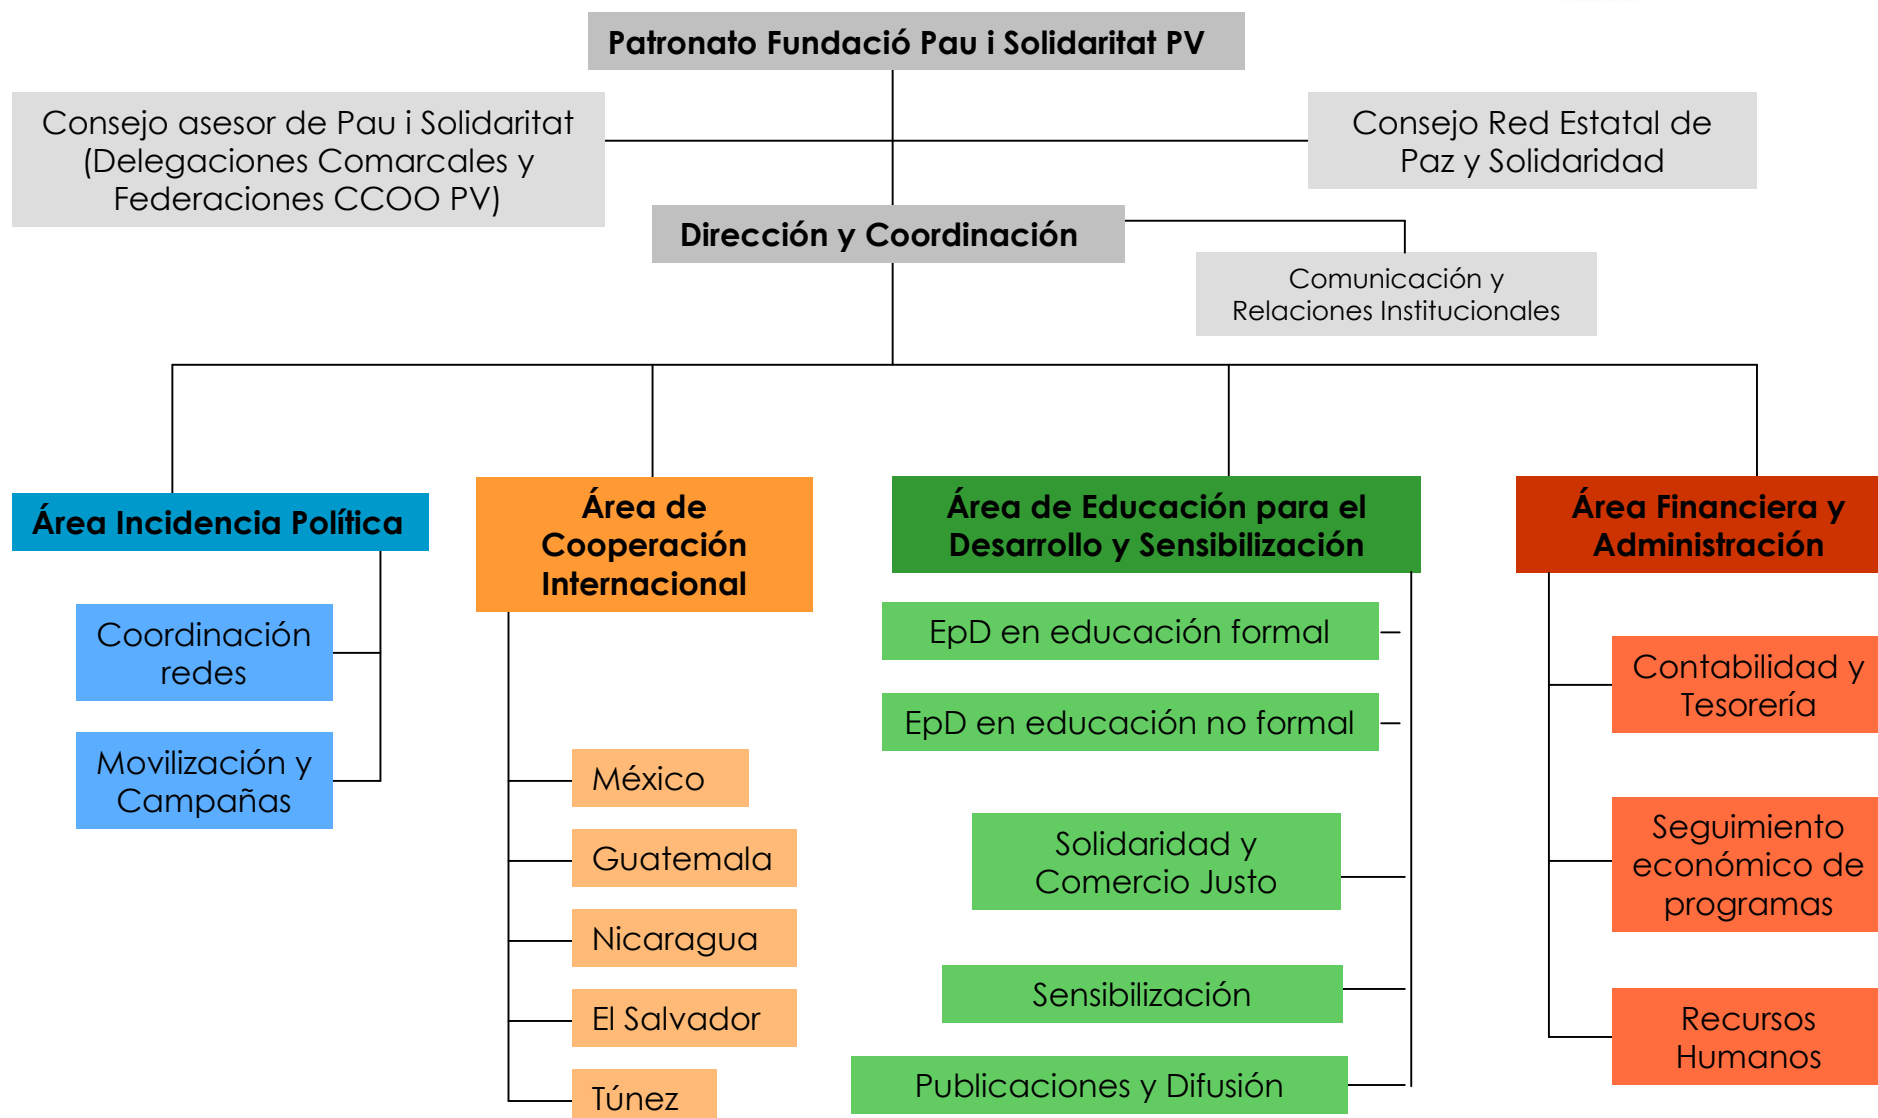 Patronato Fundació Pau i Solidaritat PV
Consejo asesor de Pau i Solidaritat
(Delegaciones Comarcales y
Federaciones CCOO PV)
Consejo Red Estatal de
Paz y Solidaridad
Dirección y Coordinación
Comunicación y
Relaciones Institucionales
Área Incidencia Política
Coordinación
redes
Movilización y
Campañas
Área de
Cooperación
Internacional
México
Guatemala
Nicaragua
El Salvador
Túnez
Área de Educación para el
Desarrollo y Sensibilización
EpD en educación formal
EpD en educación no formal
Solidaridad y
Comercio Justo
Sensibilización
Publicaciones y Difusión
Área Financiera y
Administración
Contabilidad y
Tesorería
Seguimiento
económico de
programas
Recursos
Humanos